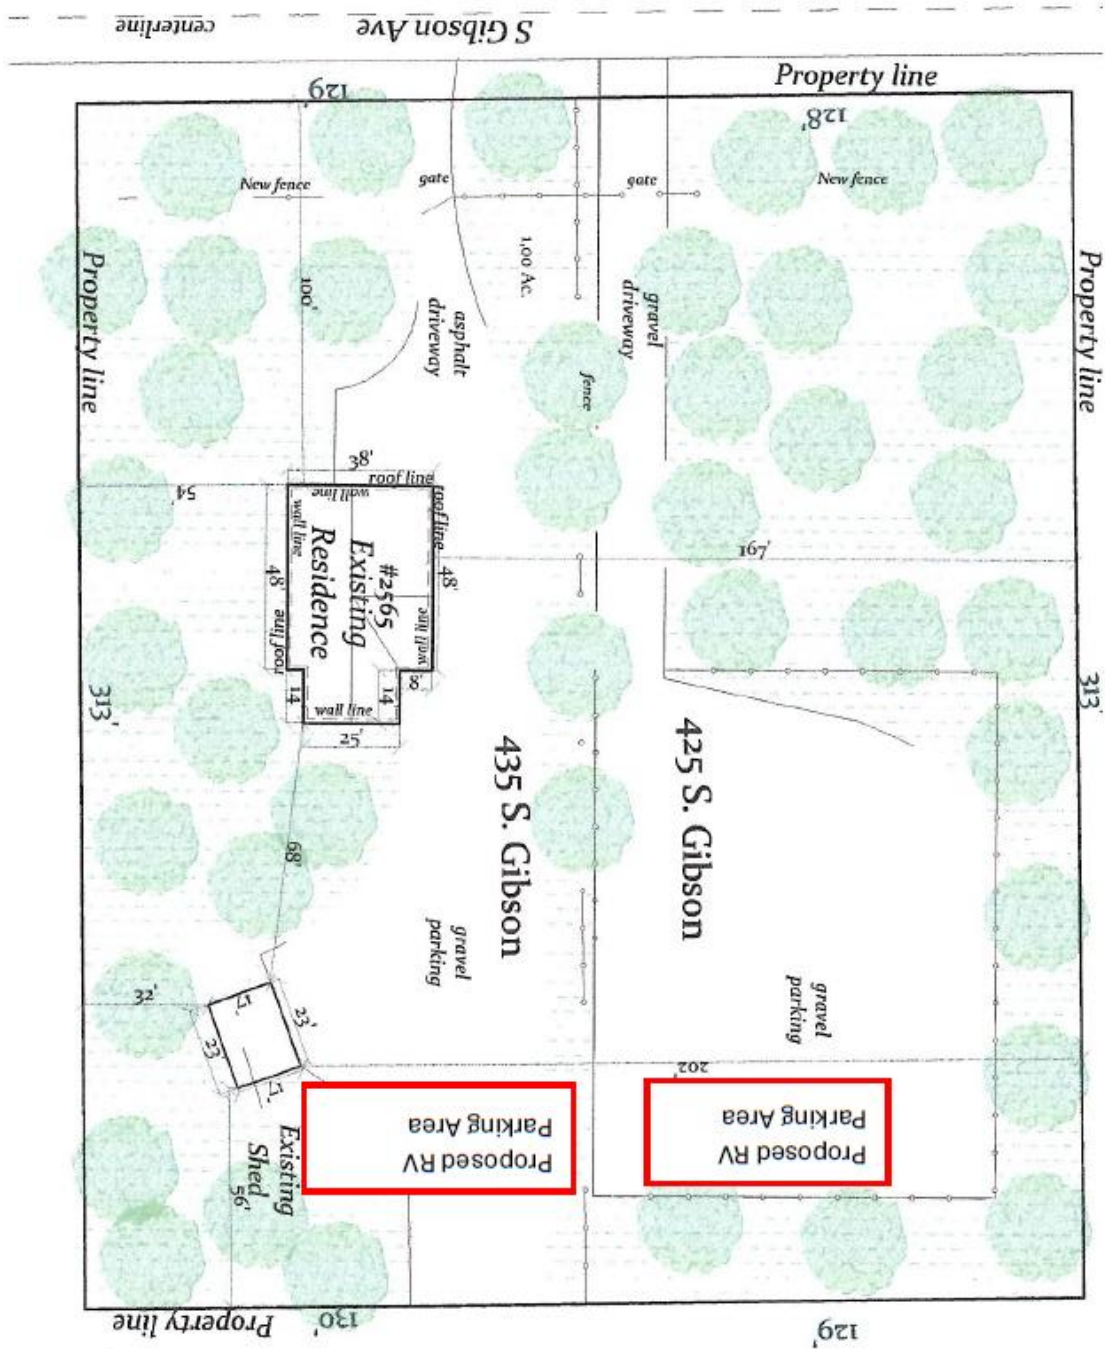 centerline
S Gibson Ave
Property line
129'
128'
New fence
gate
gate
New fence
1,00 Ac.
Property line
Property line
100'
gravel
driveway
asphalt
driveway
fence
38'
roof line
wall line
roof line
54'
wall line
#2565
Existing
Residence
167'
48'
48'
wall line
roof line
8'
14
14
wall line
25'
313'
313'
435 S. Gibson
425 S. Gibson
68'
gravel
parking
gravel
parking
32'
17'
23'
23'
17'
202'
Proposed RV
Parking Area
Proposed RV
Parking Area
Existing
Shed
56'
Property line
130'
129'